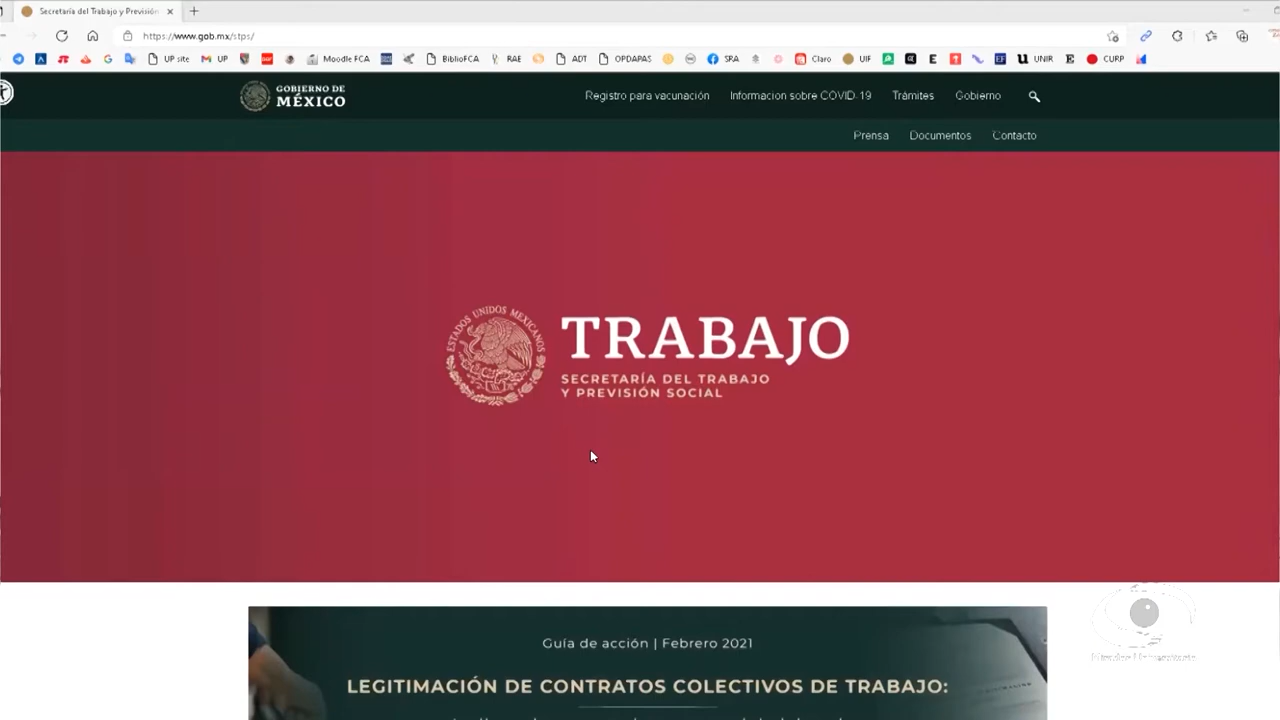 Secretaría del Trabajo y Previsión
https://www.gob.mx/stps/
UP site UP Moodle FCA BiblioFCA RAE ADT OPDAPAS SRA Claro UIF UNIR CURP
GOBIERNO DE
MÉXICO
Registro para vacunación Informacion sobre COVID-19 Trámites Gobierno
Prensa Documentos Contacto
ESTADOS UNIDOS MEXICANOS
TRABAJO
SECRETARÍA DEL TRABAJO
Y PREVISIÓN SOCIAL
Guía de acción | Febrero 2021
LEGITIMACIÓN DE CONTRATOS COLECTIVOS DE TRABAJO: